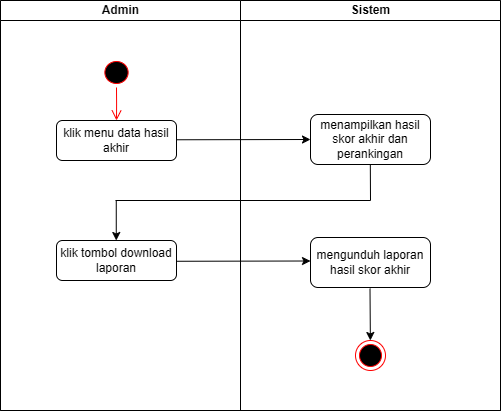 Admin
Sistem
klik menu data hasil
akhir
menampilkan hasil
skor akhir dan
perankingan
klik tombol download
laporan
mengunduh laporan
hasil skor akhir